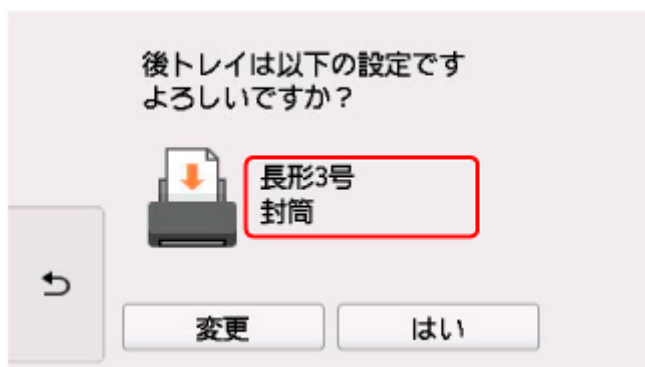 後トレイは以下の設定です
よろしいですか？
長形3号
封筒
変更
はい